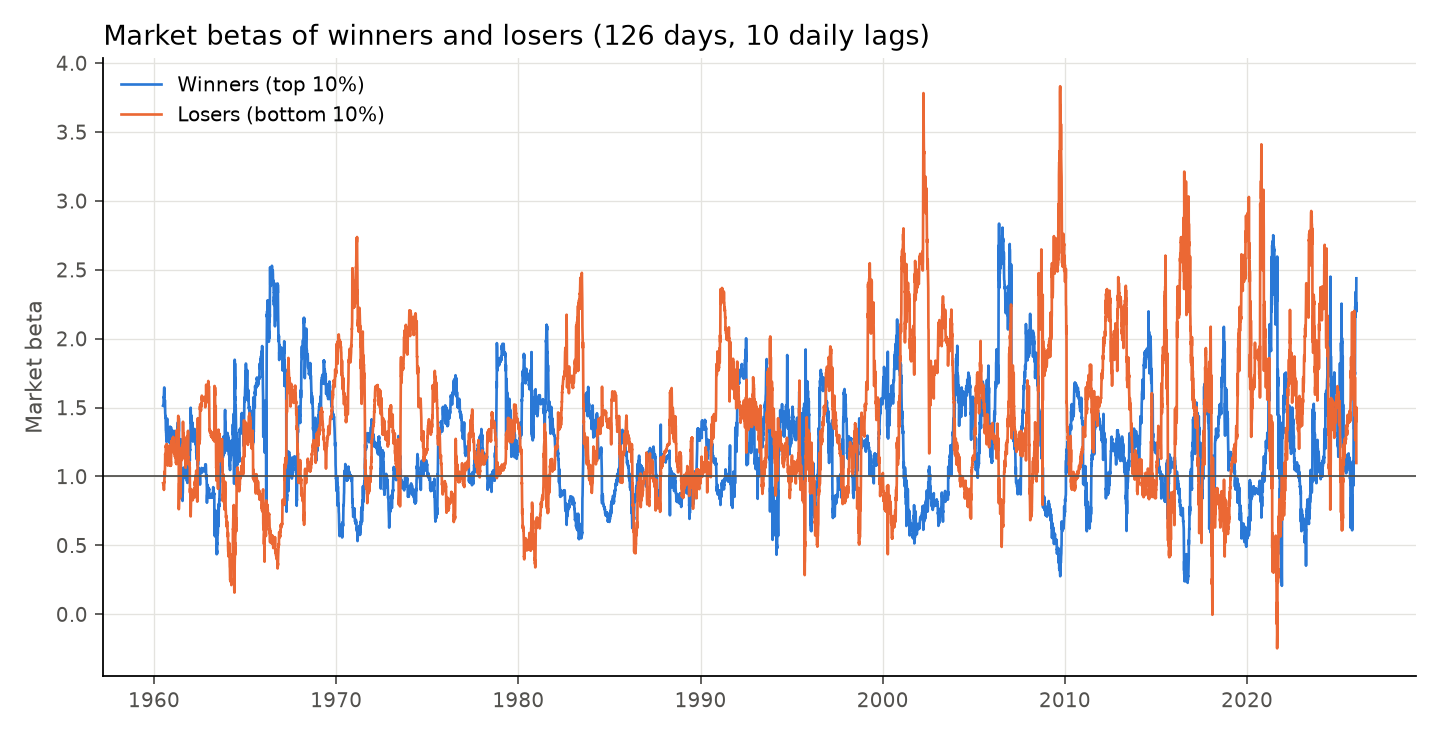 Market betas of winners and losers (126 days, 10 daily lags)
Winners (top 10%)
Losers (bottom 10%)
Market beta
4.0
3.5
3.0
2.5
2.0
1.5
1.0
0.5
0.0
1960 1970 1980 1990 2000 2010 2020